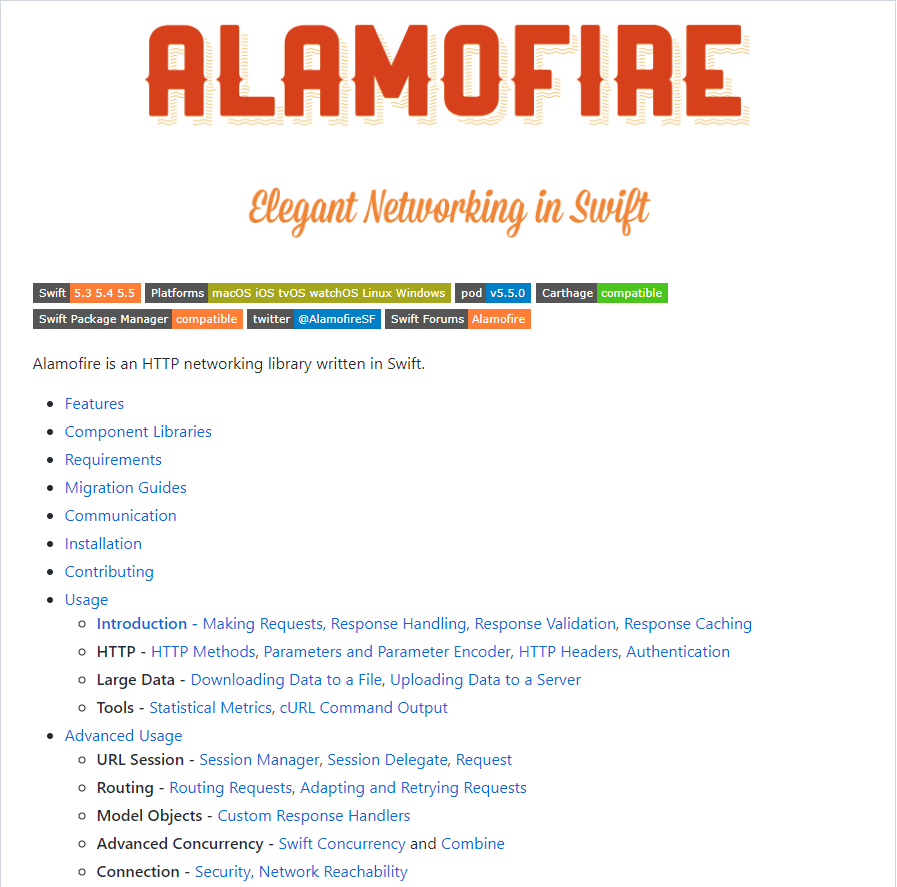 ALAMOFIRE
Elegant Networking in Swift
Swift 5.3 5.4 5.5 Platforms macOS iOS tvOS watchOS Linux Windows pod v5.5.0 Carthage compatible
Swift Package Manager compatible twitter @AlamofireSF Swift Forums Alamofire
Alamofire is an HTTP networking library written in Swift.
• Features
• Component Libraries
• Requirements
• Migration Guides
• Communication
• Installation
• Contributing
• Usage
◦ Introduction - Making Requests, Response Handling, Response Validation, Response Caching
◦ HTTP - HTTP Methods, Parameters and Parameter Encoder, HTTP Headers, Authentication
◦ Large Data - Downloading Data to a File, Uploading Data to a Server
◦ Tools - Statistical Metrics, cURL Command Output
• Advanced Usage
◦ URL Session - Session Manager, Session Delegate, Request
◦ Routing - Routing Requests, Adapting and Retrying Requests
◦ Model Objects - Custom Response Handlers
◦ Advanced Concurrency - Swift Concurrency and Combine
◦ Connection - Security, Network Reachability